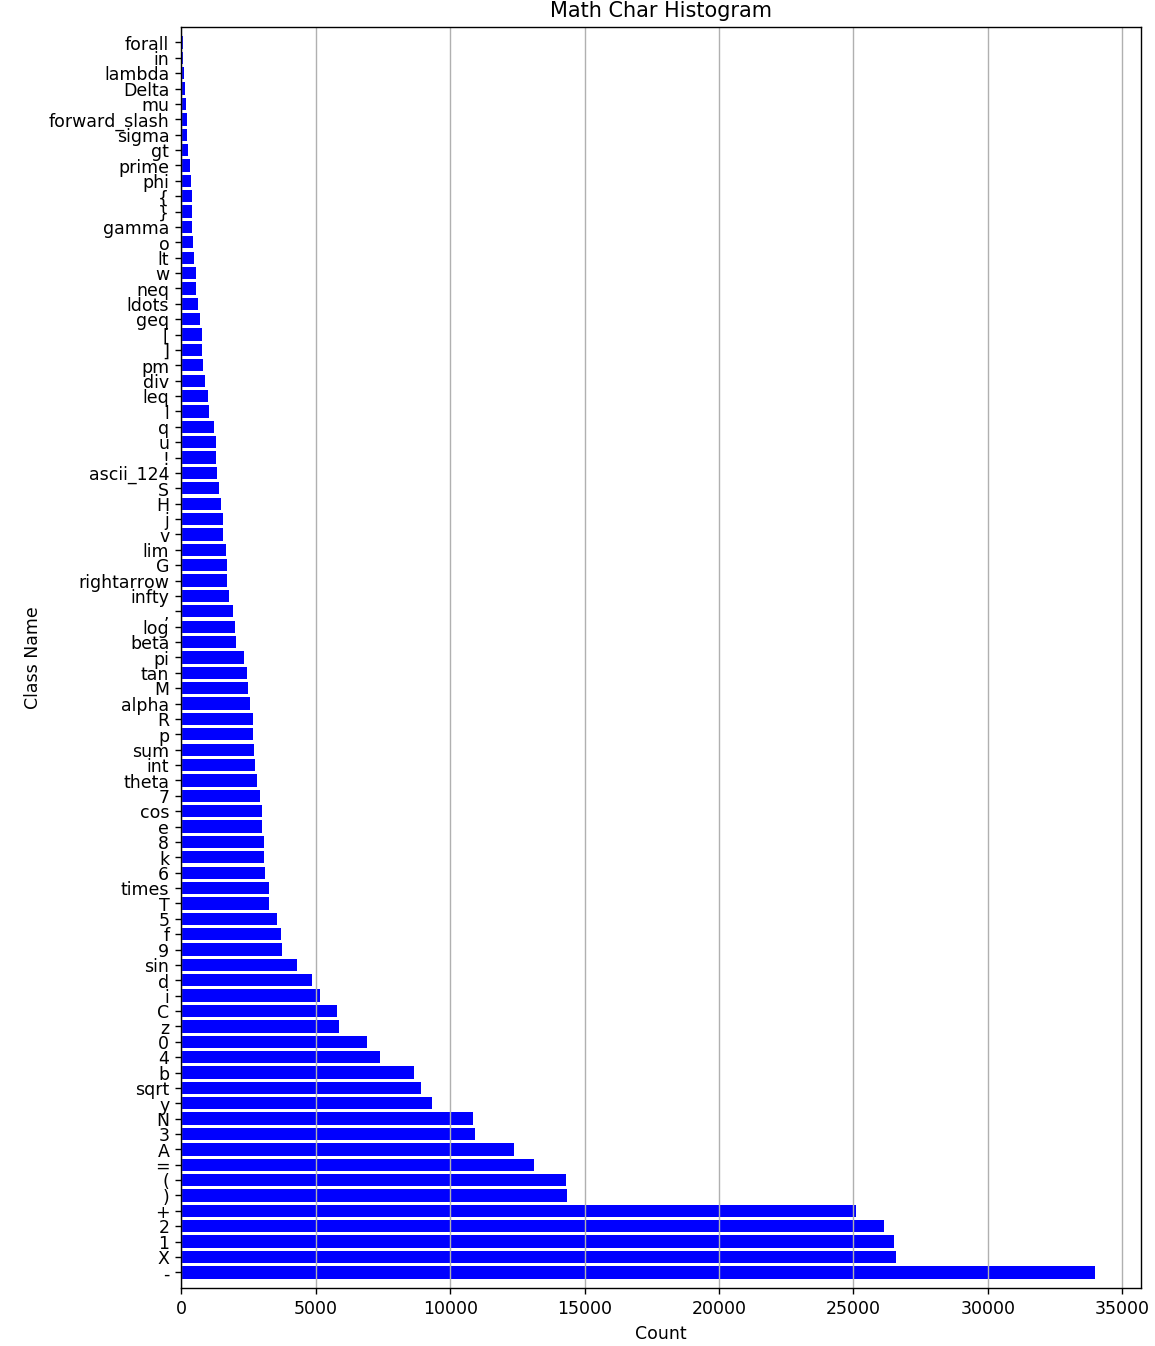 Math Char Histogram
forall
in
lambda
Delta
mu
forward_slash
sigma
gt
prime
phi
{
}
gamma
o
lt
w
neq
ldots
geq
[
]
pm
div
leq
l
q
u
!
ascii_124
S
H
j
v
lim
G
rightarrow
infty
,
log
beta
pi
tan
M
alpha
R
p
sum
int
theta
7
cos
e
8
k
6
times
T
5
f
9
sin
d
i
C
z
0
4
b
sqrt
y
N
3
A
=
(
)
+
2
1
X
-
Class Name
0 5000 10000 15000 20000 25000 30000 35000
Count